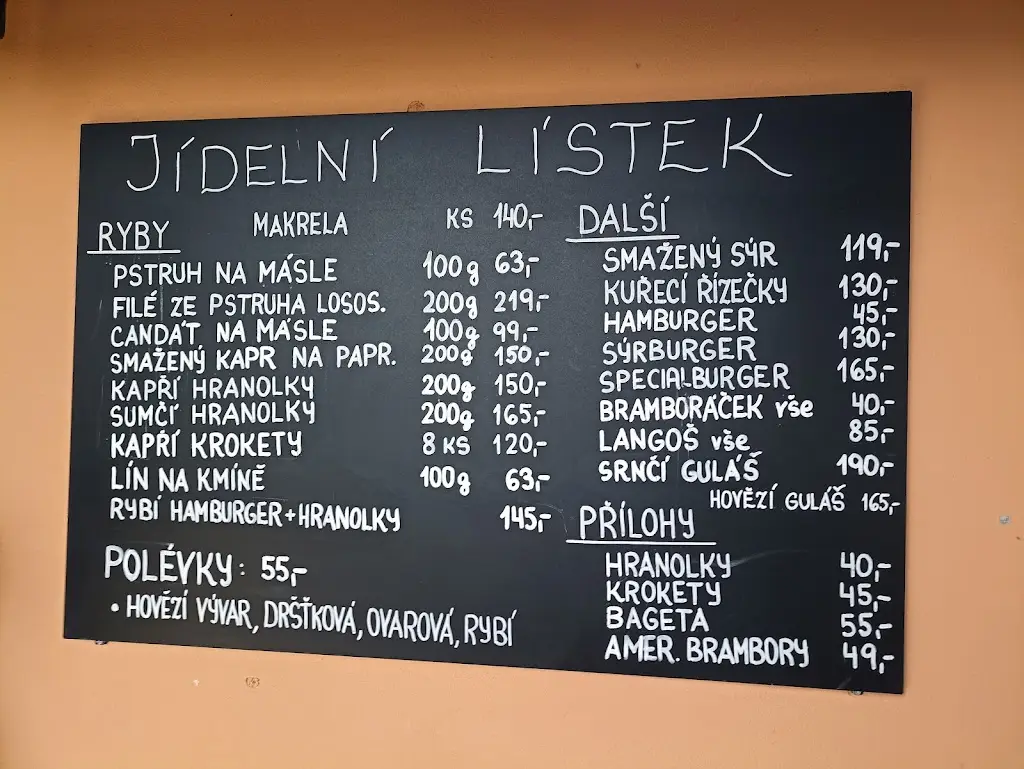 JÍDELNÍ LÍSTEK
RYBY
MAKRELA KS 140,-
PSTRUH NA MÁSLE 100g 63,-
FILÉ ZE PSTRUHA LOSOS. 200g 219,-
CANDÁT NA MÁSLE 100g 99,-
SMAŽENÝ KAPR NA PAPR. 200g 150,-
KAPŘÍ HRANOLKY 200g 150,-
SUMČÍ HRANOLKY 200g 165,-
KAPŘÍ KROKETY 8 KS 120,-
LÍN NA KMÍNĚ 100g 63,-
RYBÍ HAMBURGER+HRANOLKY 145,-
POLÉVKY: 55,-
• HOVĚZÍ VÝVAR, DRŠŤKOVÁ, OVAROVÁ, RYBÍ
DALŠÍ
SMAŽENÝ SÝR 119,-
KUŘECÍ ŘÍZEČKY 130,-
HAMBURGER 45,-
SÝRBURGER 130,-
SPECIALBURGER 165,-
BRAMBORÁČEK vše 40,-
LANGOŠ vše 85,-
SRNČÍ GULÁŠ 190,-
HOVĚZÍ GULÁŠ 165,-
PŘÍLOHY
HRANOLKY 40,-
KROKETY 45,-
BAGETA 55,-
AMER. BRAMBORY 49,-